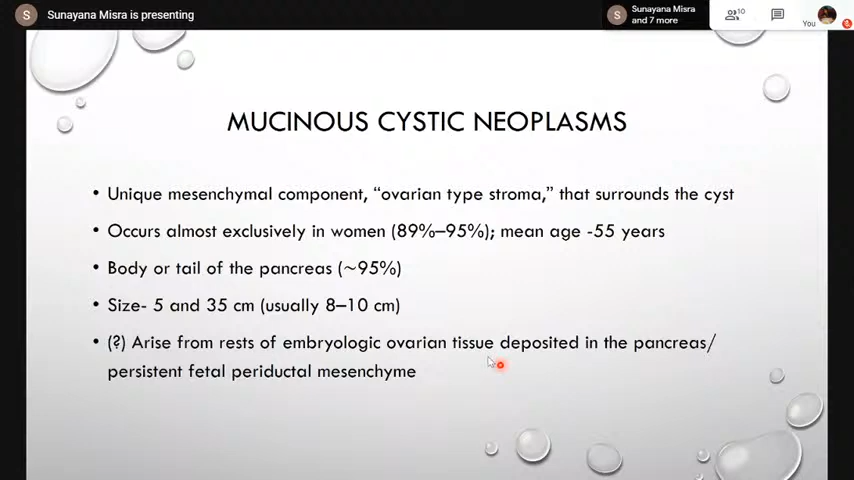 S Sunayana Misra is presenting
S Sunayana Misra
and 7 more
10
You
MUCINOUS CYSTIC NEOPLASMS
• Unique mesenchymal component, “ovarian type stroma,” that surrounds the cyst
• Occurs almost exclusively in women (89%–95%); mean age -55 years
• Body or tail of the pancreas (~95%)
• Size- 5 and 35 cm (usually 8–10 cm)
• (?) Arise from rests of embryologic ovarian tissue deposited in the pancreas/
persistent fetal periductal mesenchyme